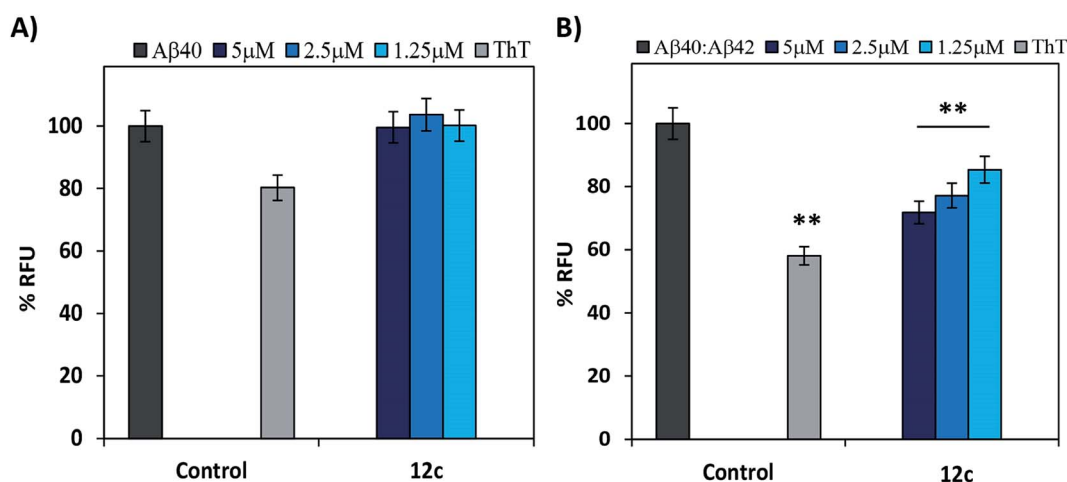 A)
Aβ40 5μM 2.5μM 1.25μM ThT
% RFU
100
80
60
40
20
0
Control 12c
B)
Aβ40:Aβ42 5μM 2.5μM 1.25μM ThT
% RFU
100
80
60
40
20
0
**
**
Control 12c